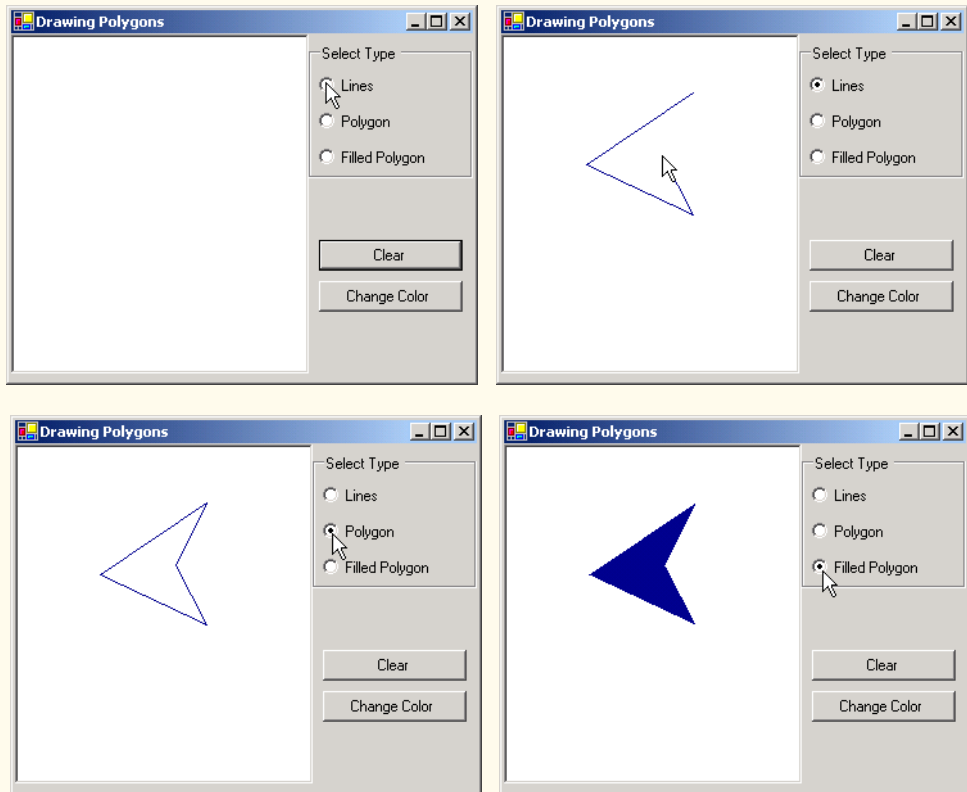 Drawing Polygons
Select Type
Lines
Polygon
Filled Polygon
Clear
Change Color
Drawing Polygons
Select Type
Lines
Polygon
Filled Polygon
Clear
Change Color
Drawing Polygons
Select Type
Lines
Polygon
Filled Polygon
Clear
Change Color
Drawing Polygons
Select Type
Lines
Polygon
Filled Polygon
Clear
Change Color